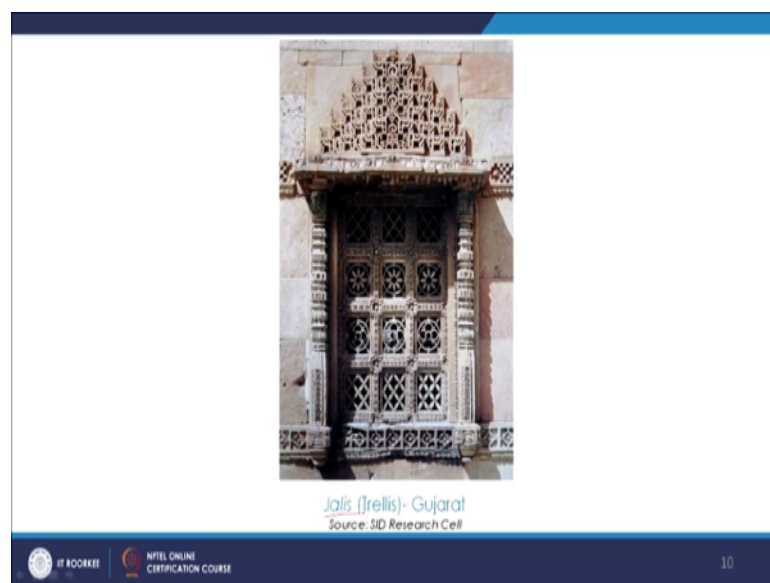 Jalis (Trellis)- Gujarat
Source: SID Research Cell
IIT ROORKEE
NPTEL ONLINE
CERTIFICATION COURSE
10